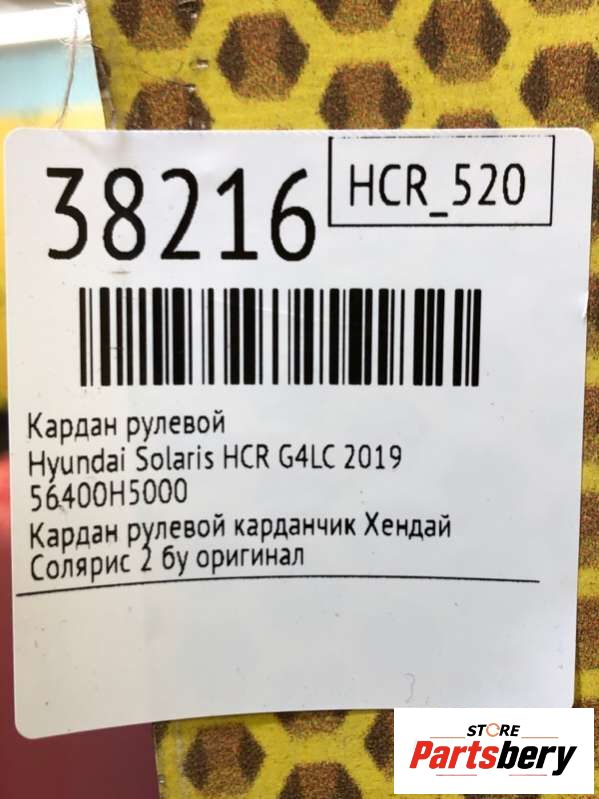 38216
HCR_520
Кардан рулевой
Hyundai Solaris HCR G4LC 2019
56400H5000
Кардан рулевой карданчик Хендай
Солярис 2 бу оригинал
STORE
Partsbery